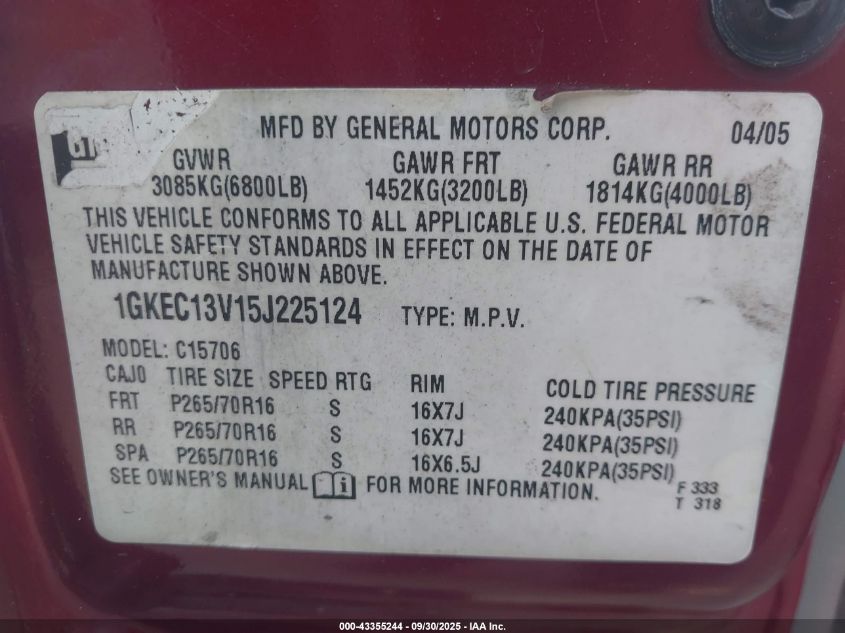 MFD BY GENERAL MOTORS CORP. 04/05
GVWR GAWR FRT GAWR RR
3085KG(6800LB) 1452KG(3200LB) 1814KG(4000LB)
THIS VEHICLE CONFORMS TO ALL APPLICABLE U.S. FEDERAL MOTOR
VEHICLE SAFETY STANDARDS IN EFFECT ON THE DATE OF
MANUFACTURE SHOWN ABOVE.
1GKEC13V15J225124 TYPE: M.P.V.
MODEL: C15706
CAJ0 TIRE SIZE SPEED RTG RIM COLD TIRE PRESSURE
FRT P265/70R16 S 16X7J 240KPA(35PSI)
RR P265/70R16 S 16X7J 240KPA(35PSI)
SPA P265/70R16 S 16X6.5J 240KPA(35PSI)
SEE OWNER'S MANUAL FOR MORE INFORMATION.
F 333
T 318
000-43355244 - 09/30/2025 - IAA Inc.